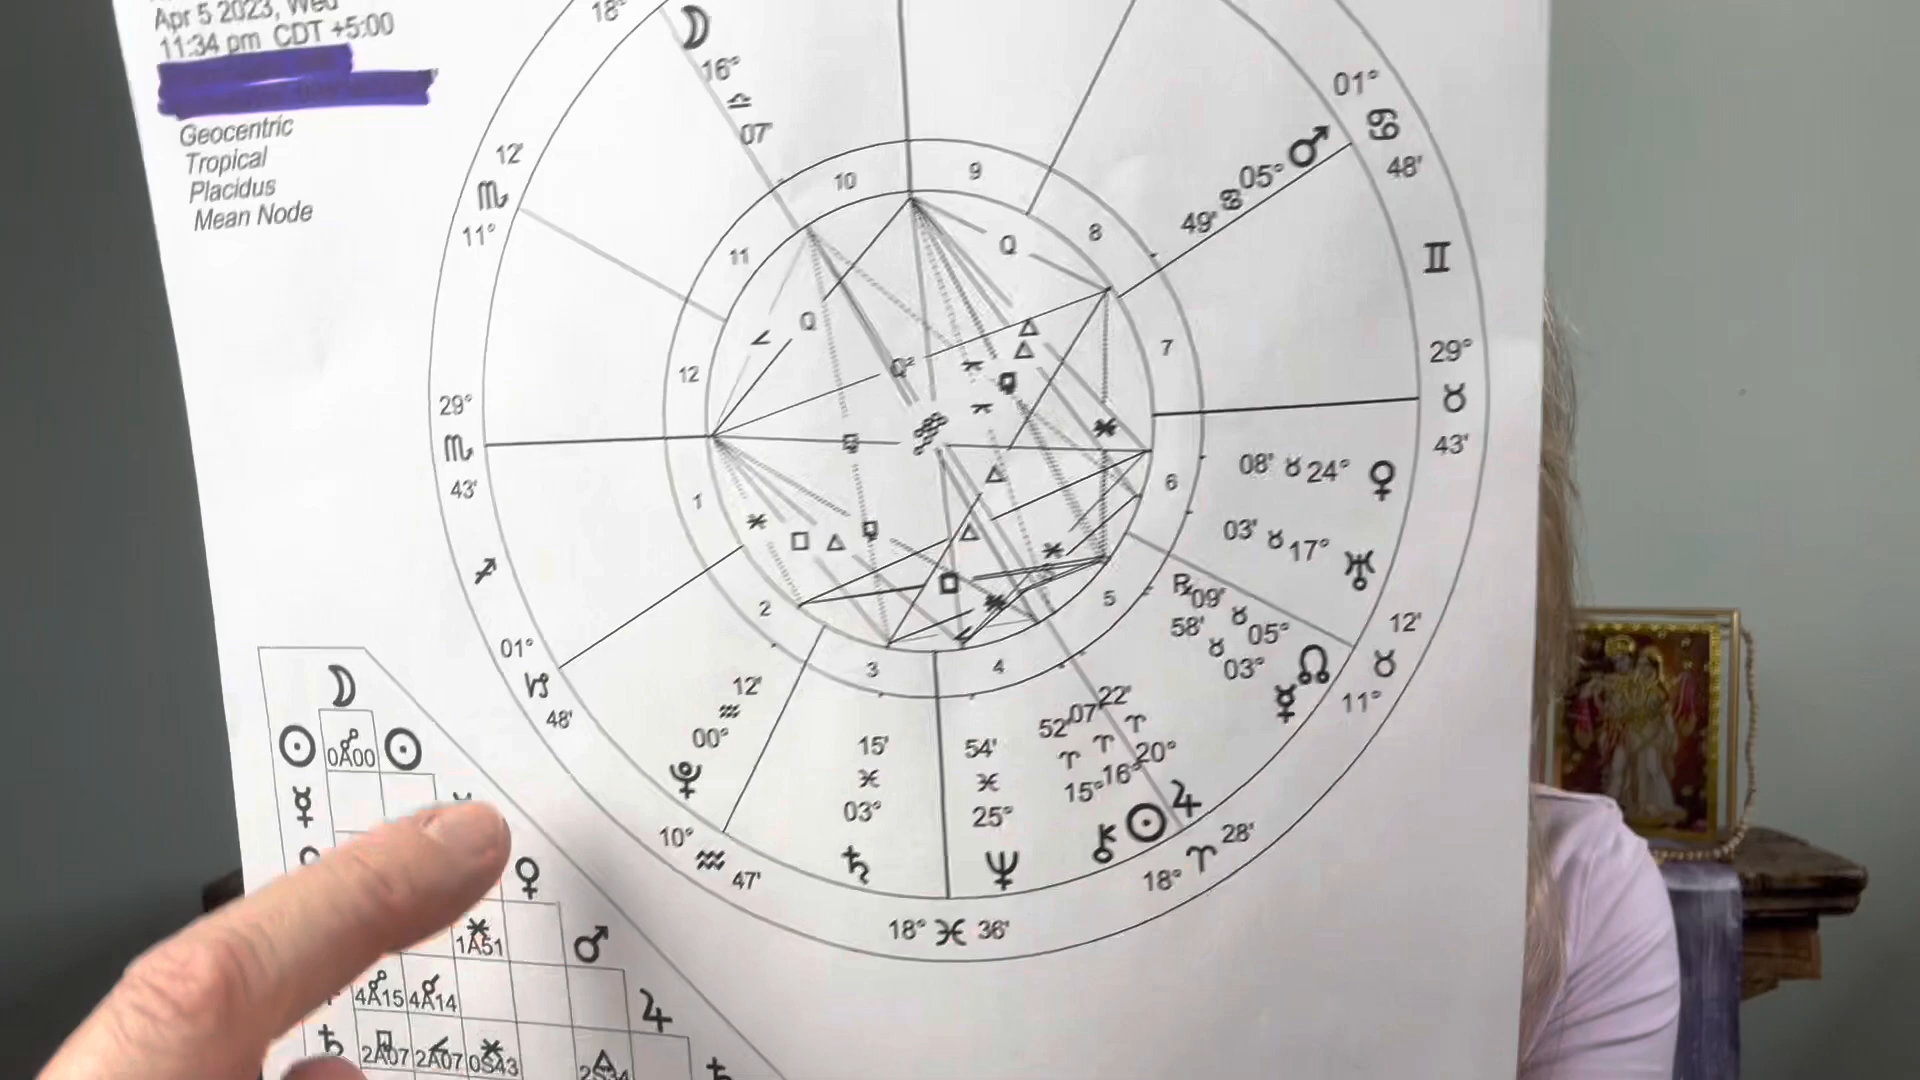 Apr 5 2023, Wed
11:34 pm CDT +5:00
Geocentric
Tropical
Placidus
Mean Node
18°
☽
16°
♎
07'
01°
♋
48'
♂
05°
♋
49'
12'
♏
11°
10
9
11
8
Q
♊
12
7
Q
Q²
29°
♏
43'
29°
♉
43'
1
6
08' ♉ 24° ♀
03' ♉ 17° ♅
♐
2
3
4
5
℞ 09' ♉ 05° ☊
58' ♉ 03° ☿
12'
♉
11°
01°
♑
48'
12'
♒
00°
♇
15'
♓
03°
♄
54'
♓
25°
♆
52' ♈ 15° ⚷
07' ♈ 16° ☉
22' ♈ 20° ♃
10° ♒ 47'
18° ♓ 36'
18° ♈ 28'
☽
☉ 0A00 ☉
☿
♀
1A51 ♂
4A15 4A14 ♃
♄ 2A07 2A07 0S43 2S34 ♄